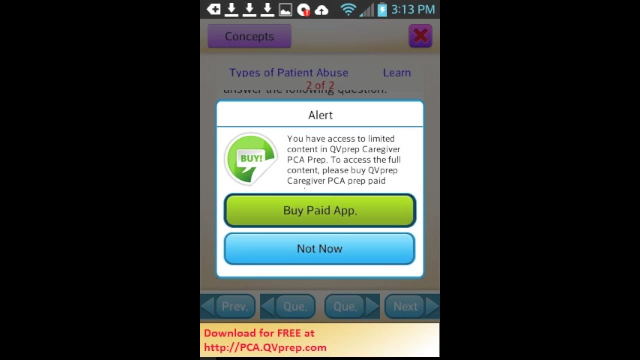 3:13 PM
Concepts
Types of Patient Abuse Learn
2 of 2
answer the following question.
Alert
BUY!
You have access to limited
content in QVprep Caregiver
PCA Prep. To access the full
content, please buy QVprep
Caregiver PCA prep paid
Buy Paid App.
Not Now
Prev. Que. Que. Next
Download for FREE at
http://PCA.QVprep.com